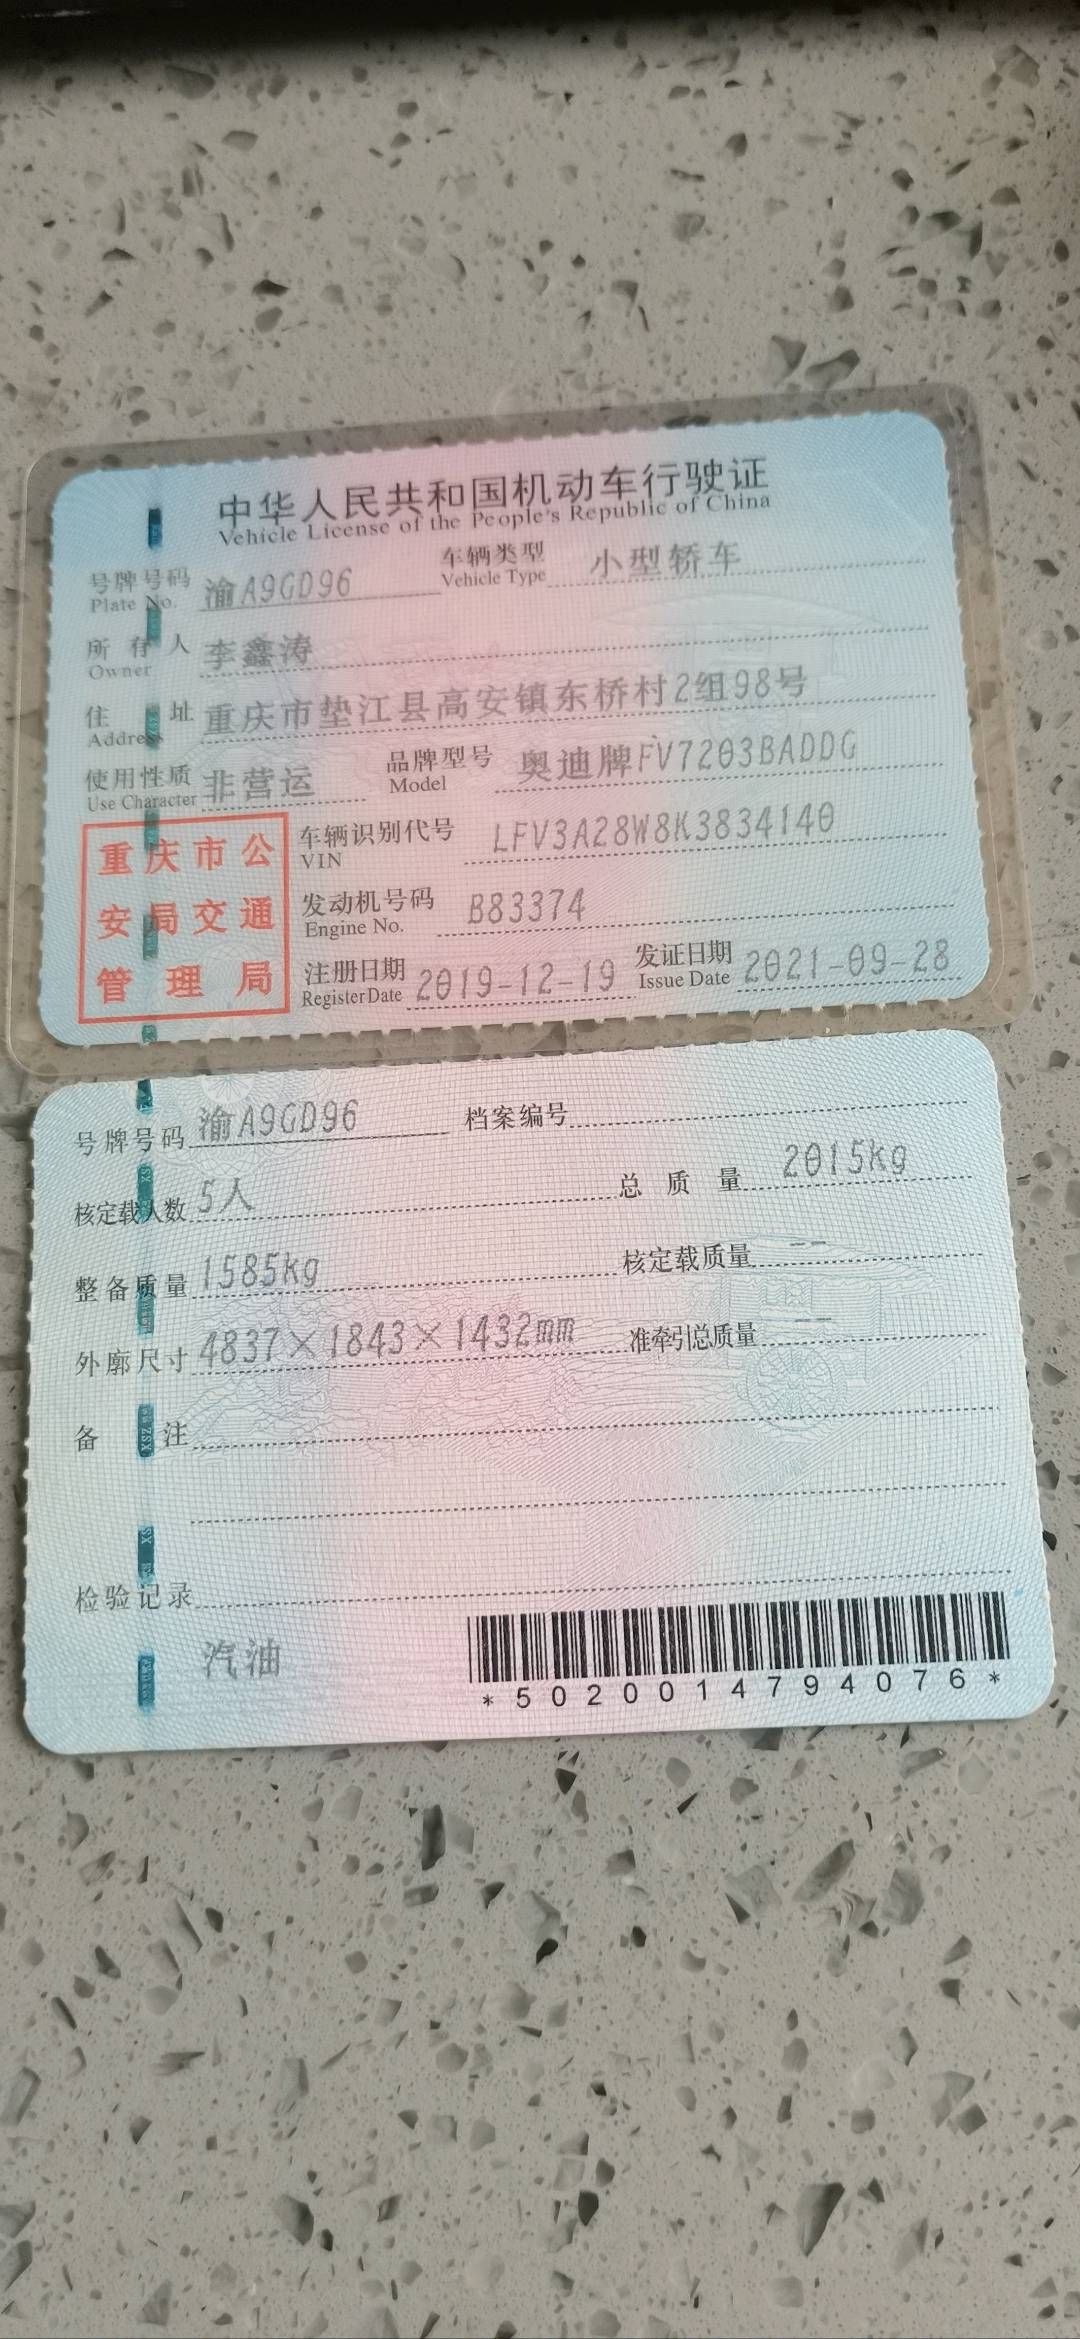 中华人民共和国机动车行驶证
Vehicle License of the People's Republic of China
号牌号码 渝A9GD96 车辆类型 小型轿车
Plate No. Vehicle Type
所有人 李鑫涛
Owner
住址 重庆市垫江县高安镇东桥村2组98号
Address
使用性质 非营运 品牌型号 奥迪牌FV7203BADDG
Use Character Model
重庆市公
安局交通
管理局
车辆识别代号 LFV3A28W8K3834140
VIN
发动机号码 B83374
Engine No.
注册日期 2019-12-19 发证日期 2021-09-28
Register Date Issue Date
号牌号码 渝A9GD96 档案编号
核定载人数 5人 总质量 2015kg
整备质量 1585kg 核定载质量 --
外廓尺寸 4837×1843×1432mm 准牵引总质量 --
备注
检验记录
汽油
*5020014794076*